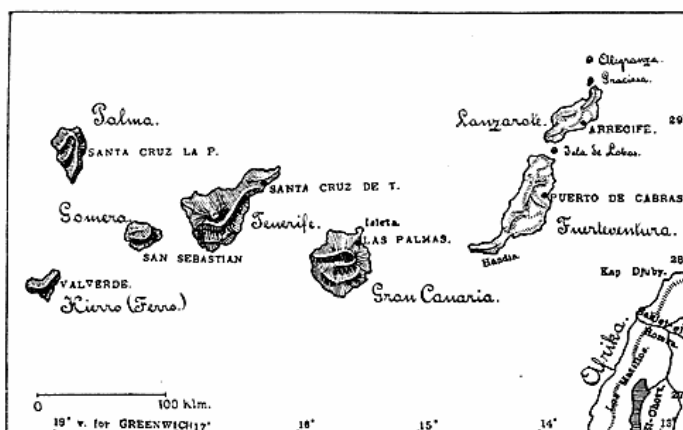 Alligranza.
Graciosa.
Palma.
Lanzarote.
29
ARRECIFE.
SANTA CRUZ LA P.
Isla de Lobos
SANTA CRUZ DE T.
PUERTO DE CABRAS
Gomera
Tenerife.
Isleta.
Fuerteventura.
LAS PALMAS.
SAN SEBASTIAN
Handia
28
Kap Djuby.
VALVERDE.
Hierro (Ferro.)
Gran Canaria.
Afrika.
0
100 Klm.
19° v. for GREENWICH 17°
16°
15°
14°
13°